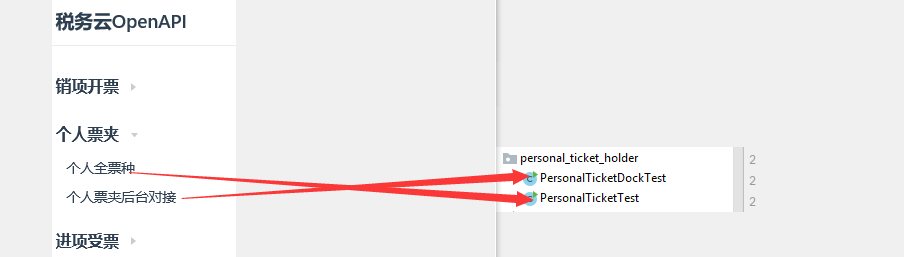 税务云OpenAPI
销项开票
个人票夹
个人全票种
个人票夹后台对接
进项受票
personal_ticket_holder
2
PersonalTicketDockTest
2
PersonalTicketTest
2